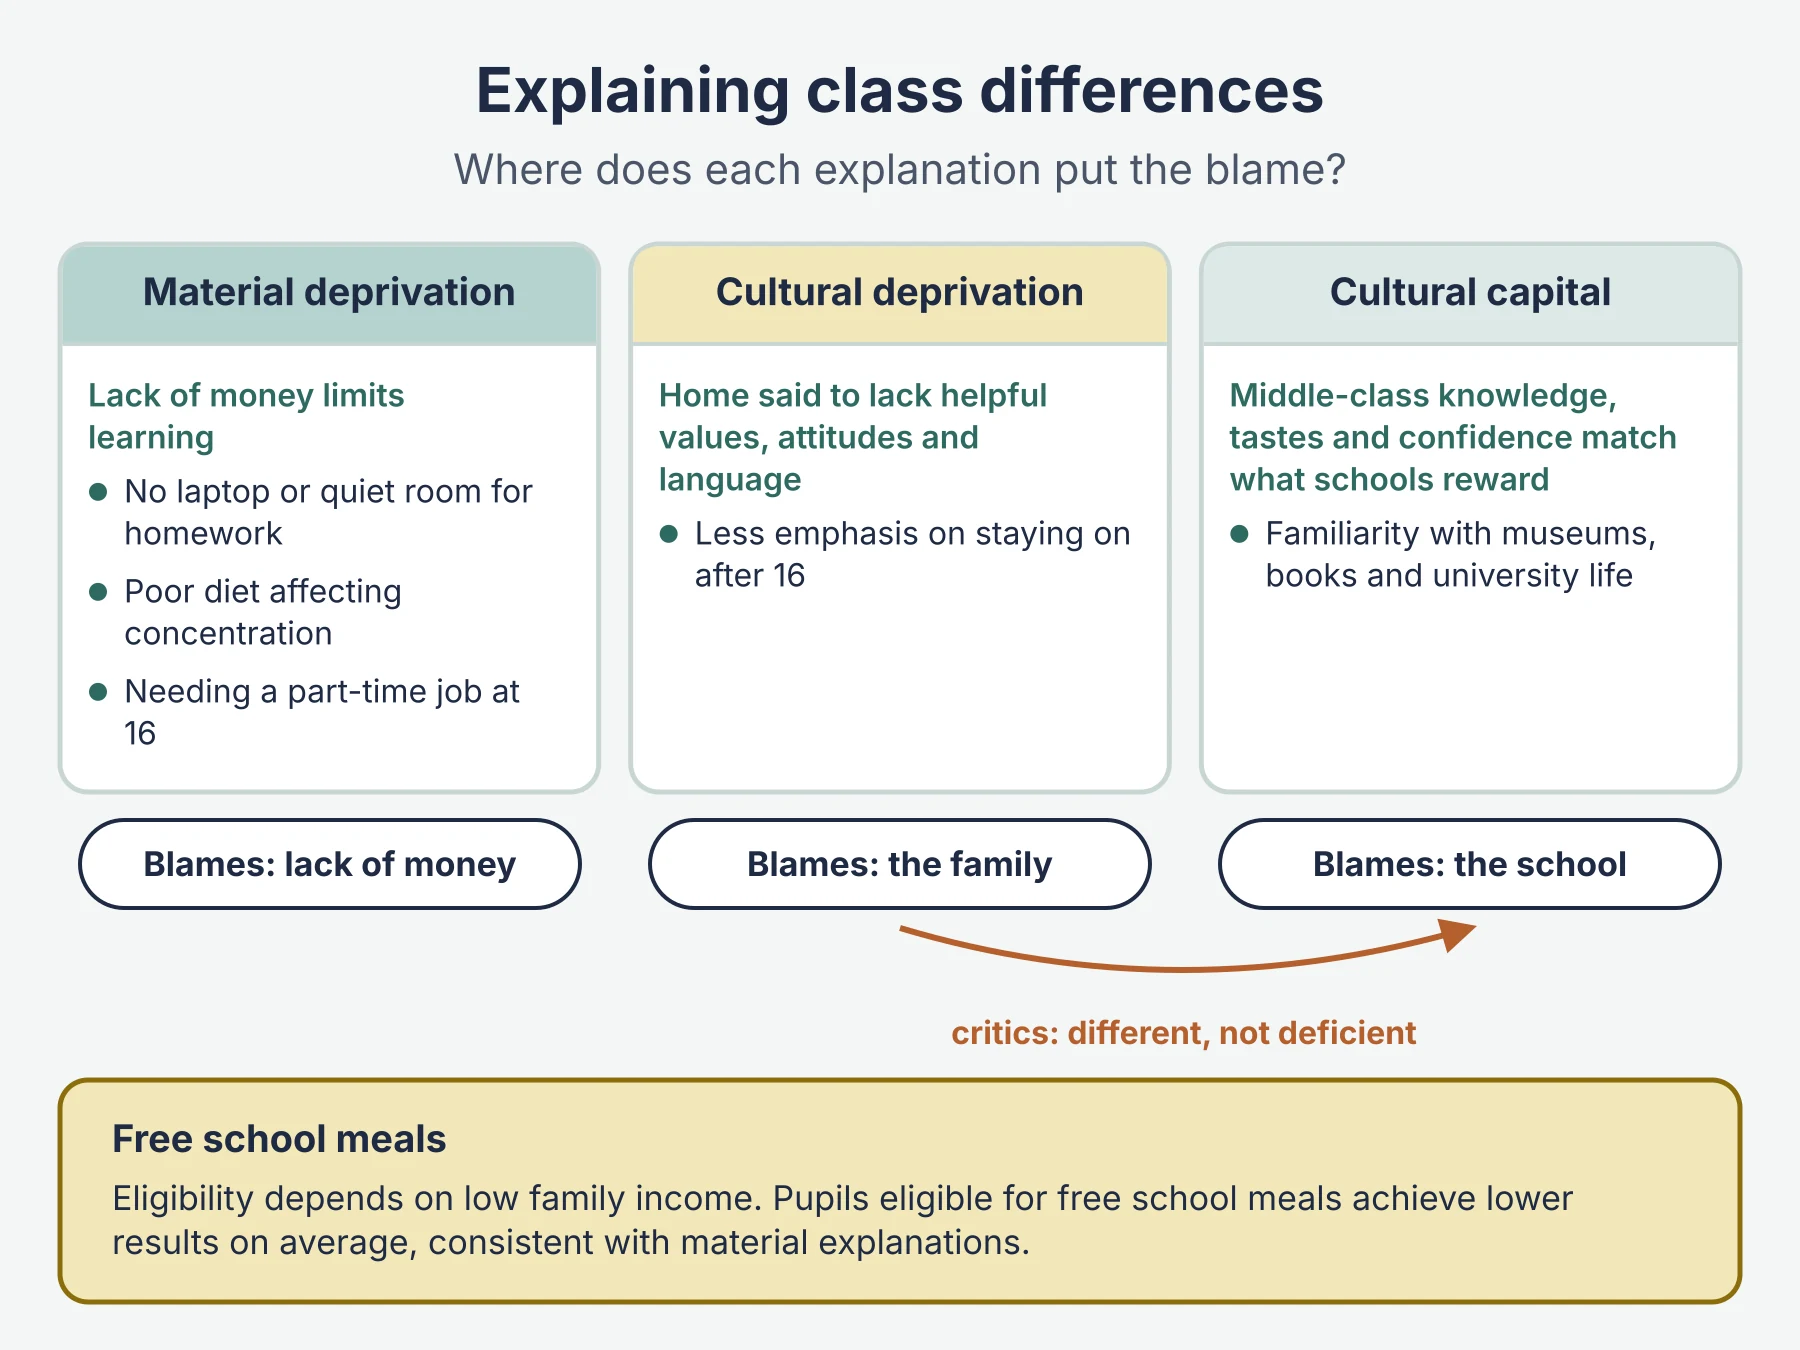 Explaining class differences
Where does each explanation put the blame?
Material deprivation
Lack of money limits
learning
No laptop or quiet room for
homework
Poor diet affecting
concentration
Needing a part-time job at
16
Blames: lack of money
Cultural deprivation
Home said to lack helpful
values, attitudes and
language
Less emphasis on staying on
after 16
Blames: the family
Cultural capital
Middle-class knowledge,
tastes and confidence match
what schools reward
Familiarity with museums,
books and university life
Blames: the school
critics: different, not deficient
Free school meals
Eligibility depends on low family income. Pupils eligible for free school meals achieve lower
results on average, consistent with material explanations.